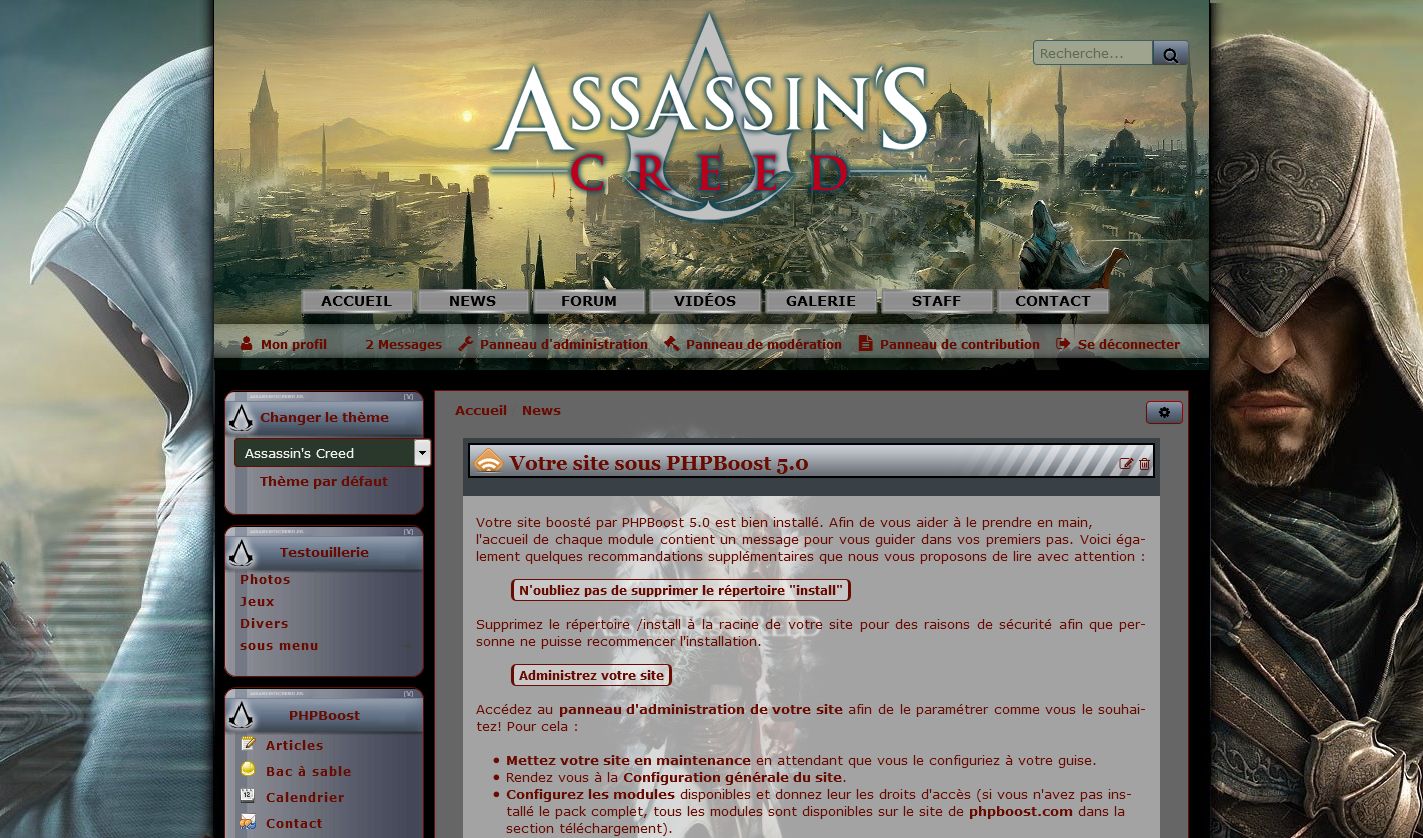 Recherche...
ASSASSIN'S
CREED
TM
ACCUEIL NEWS FORUM VIDÉOS GALERIE STAFF CONTACT
Mon profil 2 Messages Panneau d'administration Panneau de modération Panneau de contribution Se déconnecter
Changer le thème
Assassin's Creed
Thème par défaut
Testouillerie
Photos
Jeux
Divers
sous menu
PHPBoost
Articles
Bac à sable
12
Calendrier
Contact
Accueil News
Votre site sous PHPBoost 5.0
Votre site boosté par PHPBoost 5.0 est bien installé. Afin de vous aider à le prendre en main,
l'accueil de chaque module contient un message pour vous guider dans vos premiers pas. Voici éga-
lement quelques recommandations supplémentaires que nous vous proposons de lire avec attention :
N'oubliez pas de supprimer le répertoire "install"
Supprimez le répertoire /install à la racine de votre site pour des raisons de sécurité afin que per-
sonne ne puisse recommencer l'installation.
Administrez votre site
Accédez au panneau d'administration de votre site afin de le paramétrer comme vous le souhai-
tez! Pour cela :
• Mettez votre site en maintenance en attendant que vous le configuriez à votre guise.
• Rendez vous à la Configuration générale du site.
• Configurez les modules disponibles et donnez leur les droits d'accès (si vous n'avez pas ins-
tallé le pack complet, tous les modules sont disponibles sur le site de phpboost.com dans la
section téléchargement).